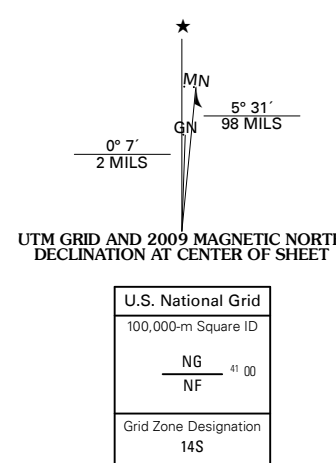 ★
MN
5° 31´
GN
98 MILS
0° 7´
2 MILS
UTM GRID AND 2009 MAGNETIC NORTH
DECLINATION AT CENTER OF SHEET
U.S. National Grid
100,000-m Square ID
NG
41 00
NF
Grid Zone Designation
14S